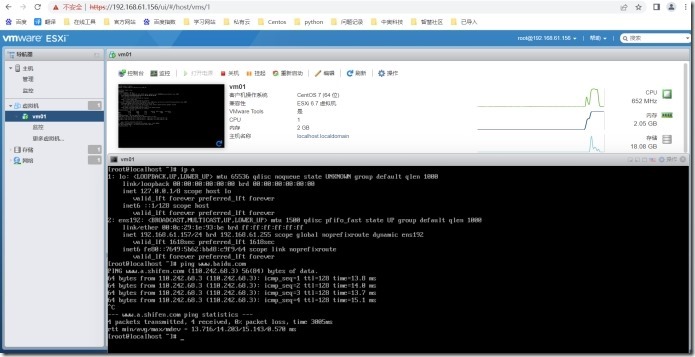 不安全 https://192.168.61.156/ui/#/host/vms/1
百度 翻译 在线工具 官方网站 百度指数 学习网站 私有云 Centos python 问题记录 中奥科技 智慧社区 已导入
vmware ESXi
root@192.168.61.156 帮助 搜索
导航器
主机
管理
监控
虚拟机
vm01
监控
更多虚拟机...
存储
网络
vm01
控制台 监控 打开电源 关机 挂起 重新启动 编辑 刷新 操作
vm01
客户机操作系统 CentOS 7 (64 位)
兼容性 ESXi 6.7 虚拟机
VMware Tools 是
CPU 1
内存 2 GB
主机名称 localhost.localdomain
CPU
652 MHz
内存
2.05 GB
存储
18.08 GB
vm01
操作
[root@localhost ~]# ip a
1: lo: <LOOPBACK,UP,LOWER_UP> mtu 65536 qdisc noqueue state UNKNOWN group default qlen 1000
link/loopback 00:00:00:00:00:00 brd 00:00:00:00:00:00
inet 127.0.0.1/8 scope host lo
valid_lft forever preferred_lft forever
inet6 ::1/128 scope host
valid_lft forever preferred_lft forever
2: ens192: <BROADCAST,MULTICAST,UP,LOWER_UP> mtu 1500 qdisc pfifo_fast state UP group default qlen 1000
link/ether 00:0c:29:1e:93:be brd ff:ff:ff:ff:ff:ff
inet 192.168.61.157/24 brd 192.168.61.255 scope global noprefixroute dynamic ens192
valid_lft 1618sec preferred_lft 1618sec
inet6 fe80::7649:5b62:bbd8:c9f9/64 scope link noprefixroute
valid_lft forever preferred_lft forever
[root@localhost ~]# ping www.baidu.com
PING www.a.shifen.com (110.242.68.3) 56(84) bytes of data.
64 bytes from 110.242.68.3 (110.242.68.3): icmp_seq=1 ttl=128 time=13.8 ms
64 bytes from 110.242.68.3 (110.242.68.3): icmp_seq=2 ttl=128 time=14.0 ms
64 bytes from 110.242.68.3 (110.242.68.3): icmp_seq=3 ttl=128 time=13.7 ms
64 bytes from 110.242.68.3 (110.242.68.3): icmp_seq=4 ttl=128 time=15.1 ms
^C
--- www.a.shifen.com ping statistics ---
4 packets transmitted, 4 received, 0% packet loss, time 3005ms
rtt min/avg/max/mdev = 13.716/14.203/15.143/0.570 ms
[root@localhost ~]# _